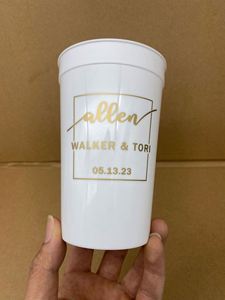 allen
WALKER & TORI
05.13.23